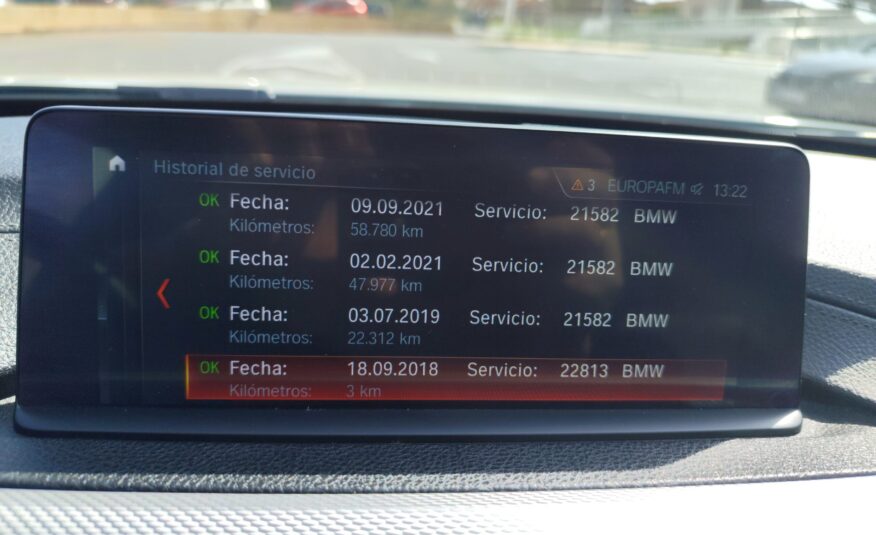 Historial de servicio
3 EUROPAFM 13:22
OK Fecha: 09.09.2021 Servicio: 21582 BMW
Kilómetros: 58.780 km
OK Fecha: 02.02.2021 Servicio: 21582 BMW
Kilómetros: 47.977 km
OK Fecha: 03.07.2019 Servicio: 21582 BMW
Kilómetros: 22.312 km
OK Fecha: 18.09.2018 Servicio: 22813 BMW
Kilómetros: 3 km